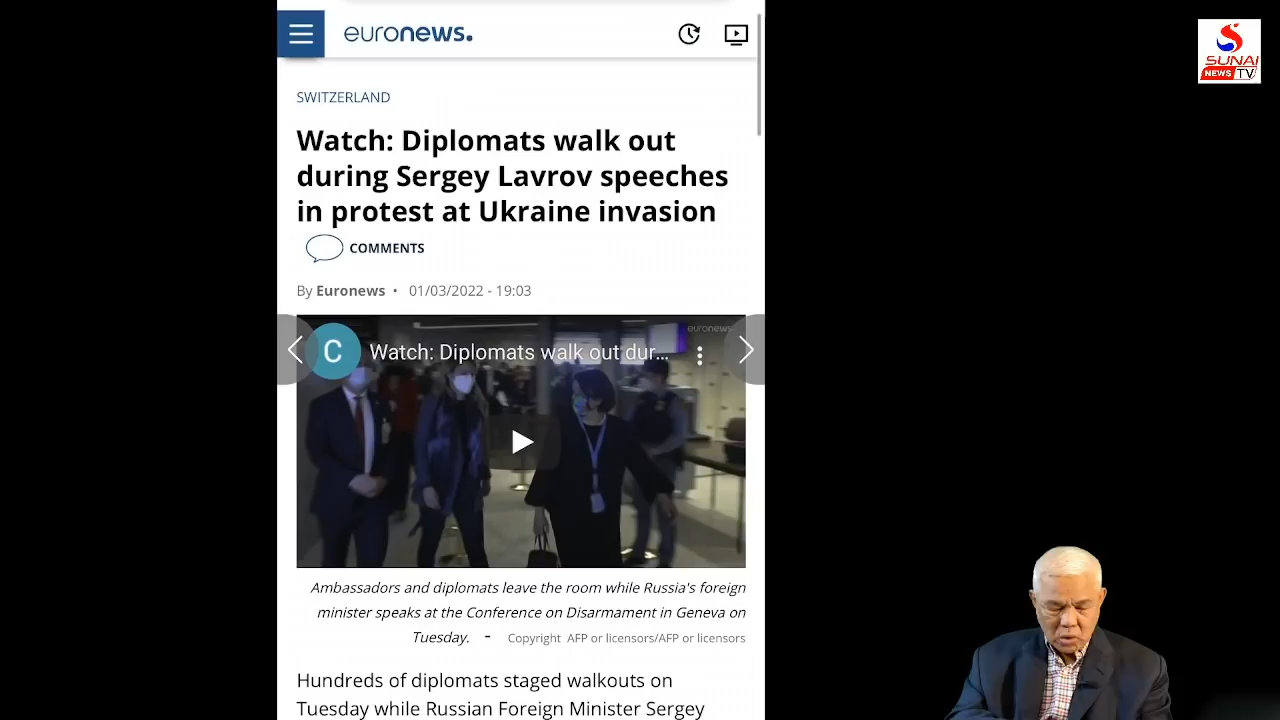 euronews.
SUNAI
NEWS TV
SWITZERLAND
Watch: Diplomats walk out
during Sergey Lavrov speeches
in protest at Ukraine invasion
COMMENTS
By Euronews • 01/03/2022 - 19:03
euronews
C Watch: Diplomats walk out dur...
Ambassadors and diplomats leave the room while Russia's foreign
minister speaks at the Conference on Disarmament in Geneva on
Tuesday. - Copyright AFP or licensors/AFP or licensors
Hundreds of diplomats staged walkouts on
Tuesday while Russian Foreign Minister Sergey